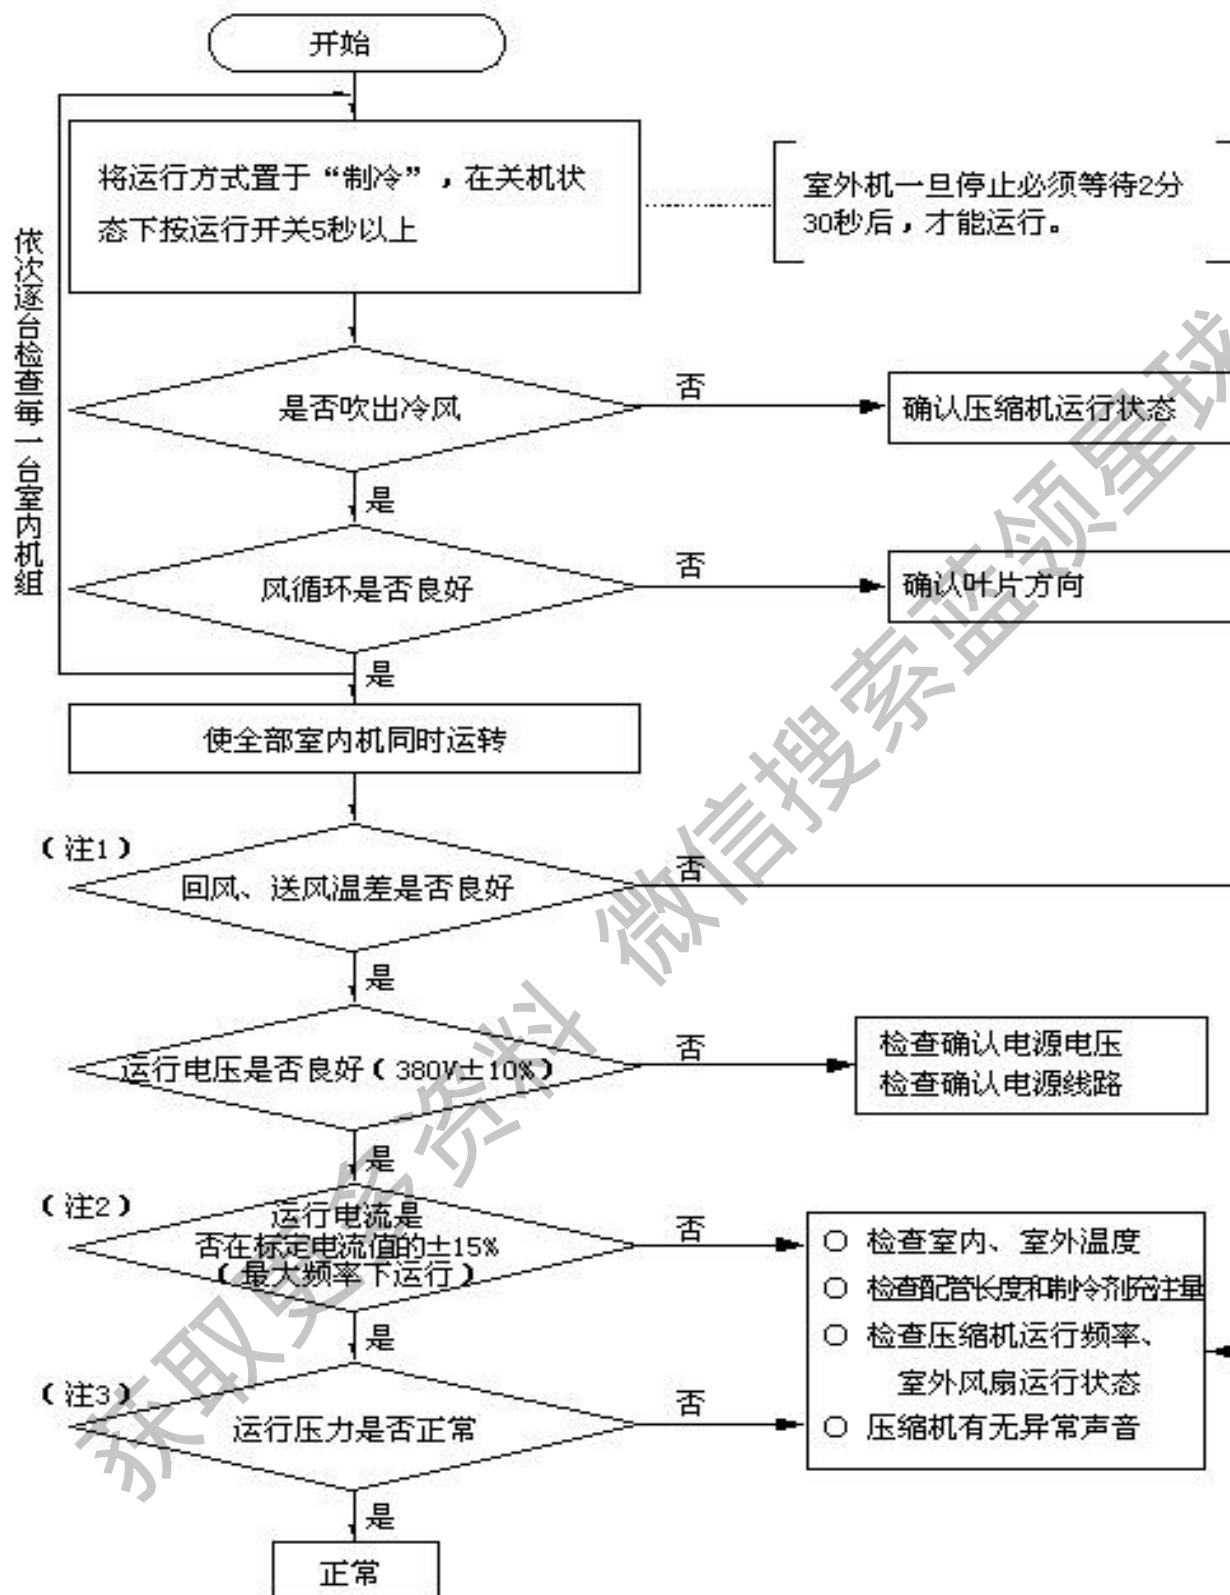 开始
将运行方式置于“制冷”，在关机状
态下按运行开关5秒以上
室外机一旦停止必须等待2分
30秒后，才能运行。
依次逐台检查每一台室内机组
是否吹出冷风
否
确认压缩机运行状态
是
风循环是否良好
否
确认叶片方向
是
使全部室内机同时运转
（注1）
回风、送风温差是否良好
否
是
运行电压是否良好（380V±10%）
否
检查确认电源电压
检查确认电源线路
是
（注2）
运行电流是
否在标定电流值的±15%
（最大频率下运行）
否
○ 检查室内、室外温度
○ 检查配管长度和制冷剂充注量
○ 检查压缩机运行频率、
室外风扇运行状态
○ 压缩机有无异常声音
是
（注3）
运行压力是否正常
否
是
正常
获取更多资料 微信搜索蓝领星球